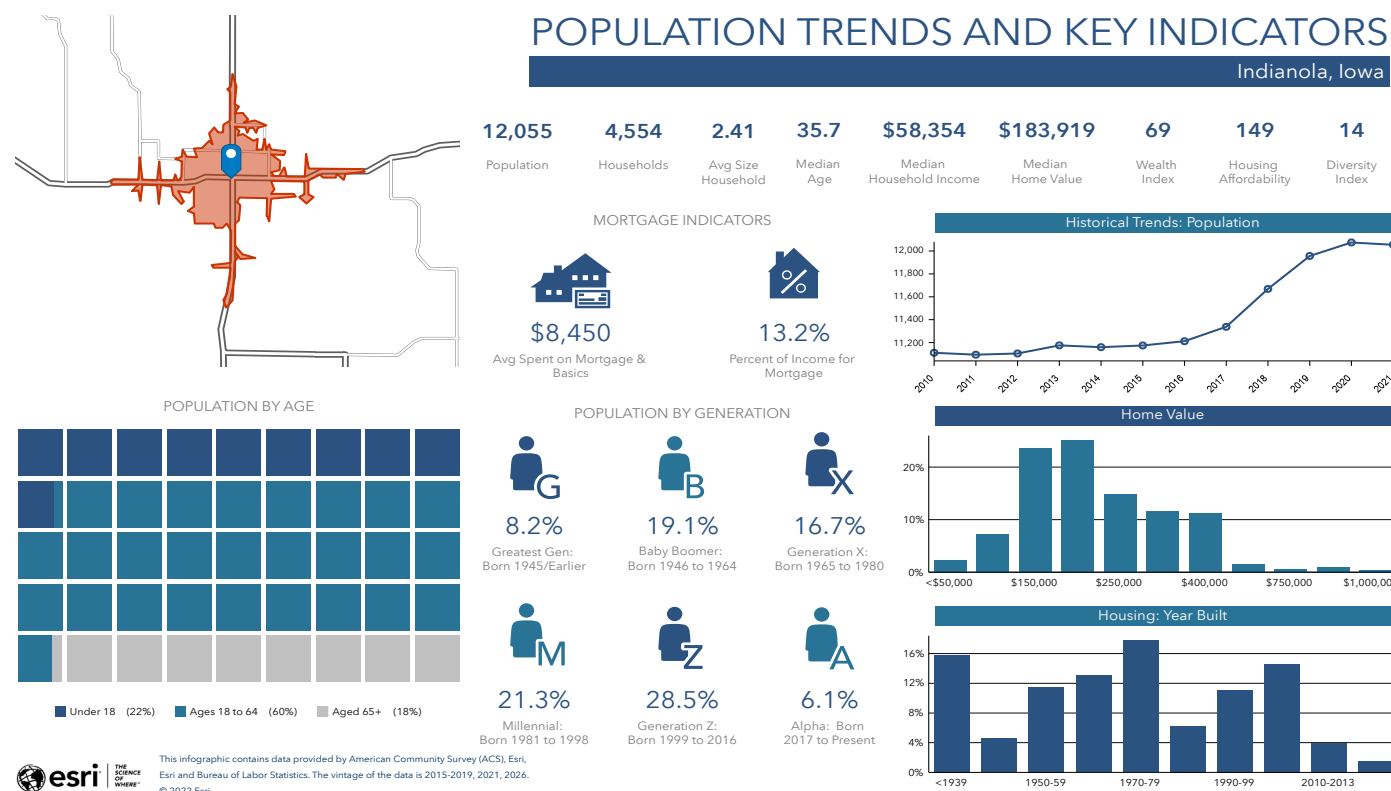 POPULATION TRENDS AND KEY INDICATORS
Indianola, Iowa
12,055
Population
4,554
Households
2.41
Avg Size
Household
35.7
Median
Age
$58,354
Median
Household Income
$183,919
Median
Home Value
69
Wealth
Index
149
Housing
Affordability
14
Diversity
Index
MORTGAGE INDICATORS
$8,450
Avg Spent on Mortgage &
Basics
13.2%
Percent of Income for
Mortgage
Historical Trends: Population
12,000
11,800
11,600
11,400
11,200
2010
2011
2012
2013
2014
2015
2016
2017
2018
2019
2020
2021
POPULATION BY AGE
Under 18 (22%)
Ages 18 to 64 (60%)
Aged 65+ (18%)
POPULATION BY GENERATION
G
8.2%
Greatest Gen:
Born 1945/Earlier
B
19.1%
Baby Boomer:
Born 1946 to 1964
X
16.7%
Generation X:
Born 1965 to 1980
M
21.3%
Millennial:
Born 1981 to 1998
Z
28.5%
Generation Z:
Born 1999 to 2016
A
6.1%
Alpha: Born
2017 to Present
Home Value
20%
10%
0%
<$50,000
$150,000
$250,000
$400,000
$750,000
$1,000,00
Housing: Year Built
16%
12%
8%
4%
0%
<1939
1950-59
1970-79
1990-99
2010-2013
esri
THE
SCIENCE
OF
WHERE™
This infographic contains data provided by American Community Survey (ACS), Esri,
Esri and Bureau of Labor Statistics. The vintage of the data is 2015-2019, 2021, 2026.
© 2022 Esri